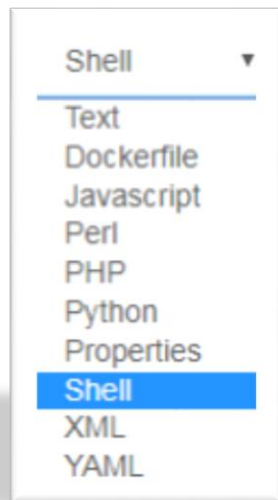 Shell ▼
Text
Dockerfile
Javascript
Perl
PHP
Python
Properties
Shell
XML
YAML